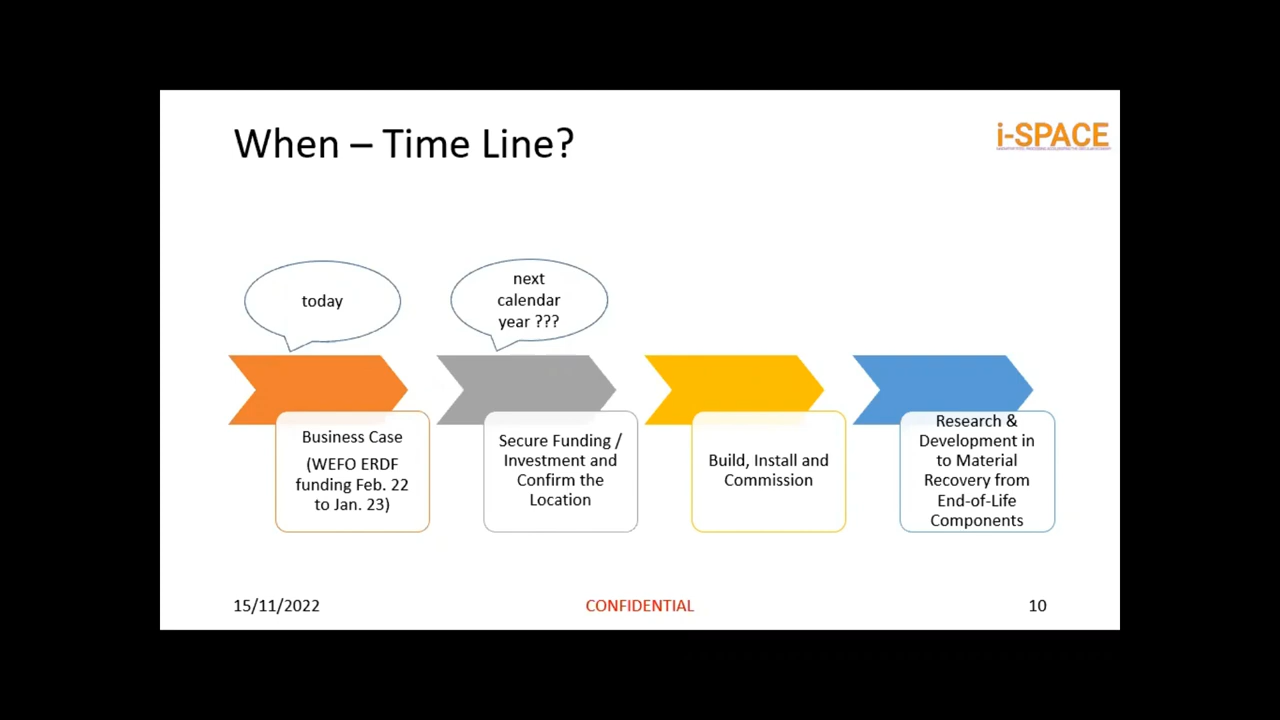 When – Time Line?
i-SPACE
today
next
calendar
year ???
Business Case
(WEFO ERDF
funding Feb. 22
to Jan. 23)
Secure Funding /
Investment and
Confirm the
Location
Build, Install and
Commission
Research &
Development in
to Material
Recovery from
End-of-Life
Components
15/11/2022
CONFIDENTIAL
10